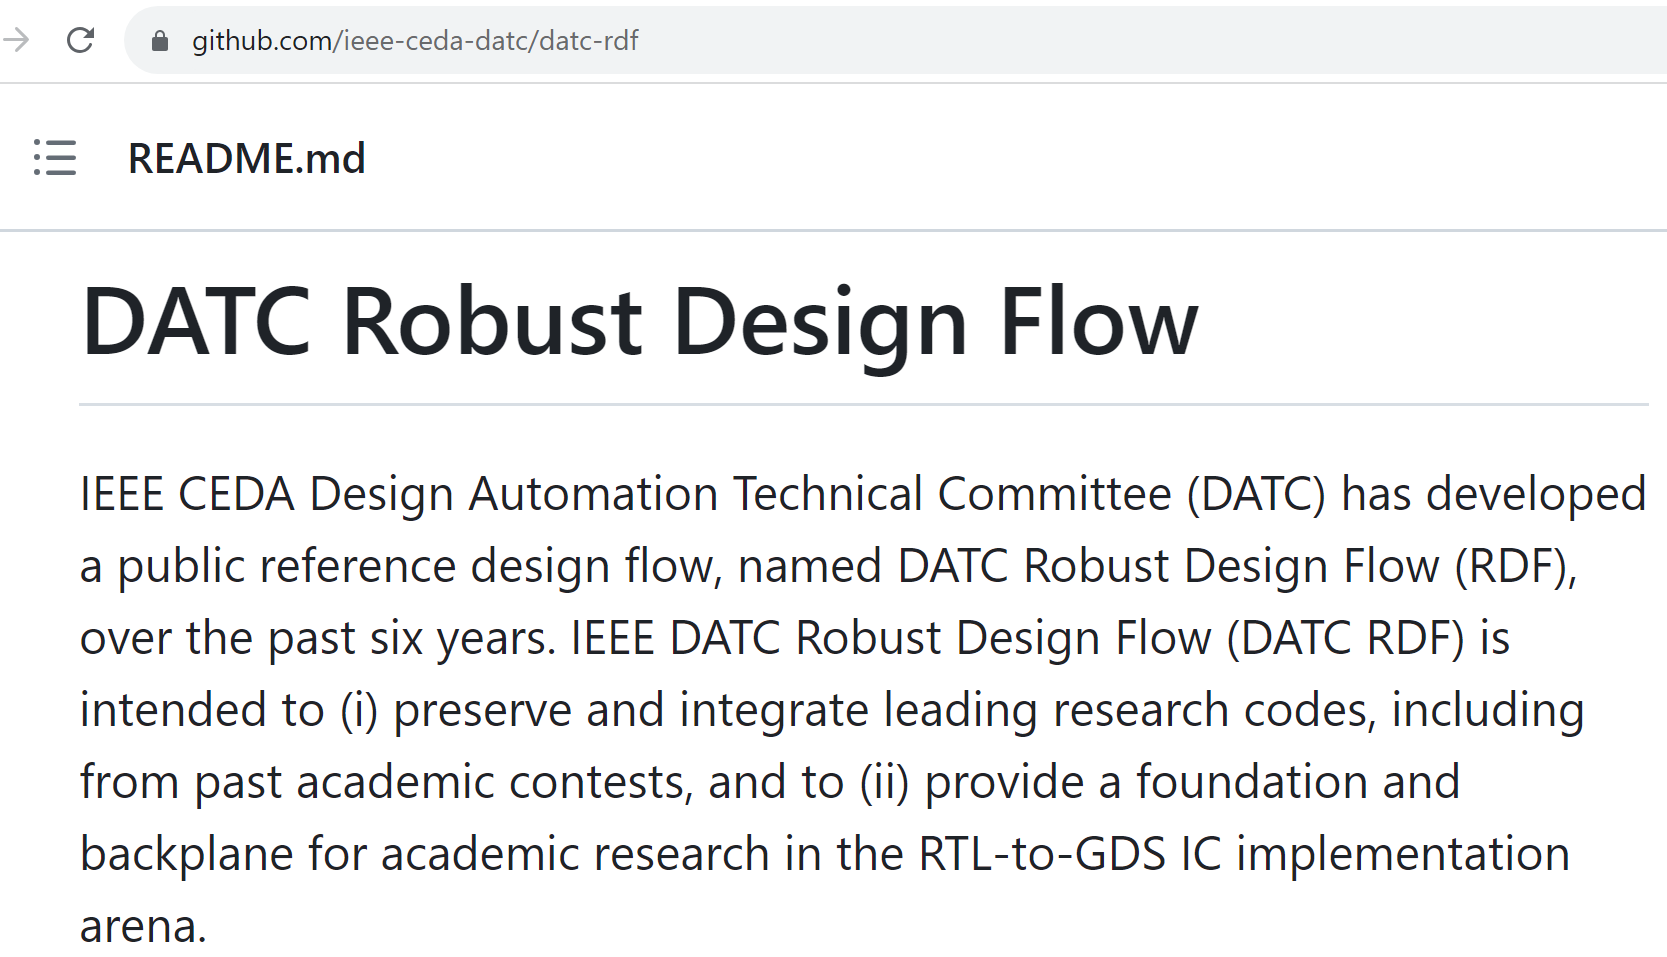 github.com/ieee-ceda-datc/datc-rdf
README.md
DATC Robust Design Flow
IEEE CEDA Design Automation Technical Committee (DATC) has developed
a public reference design flow, named DATC Robust Design Flow (RDF),
over the past six years. IEEE DATC Robust Design Flow (DATC RDF) is
intended to (i) preserve and integrate leading research codes, including
from past academic contests, and to (ii) provide a foundation and
backplane for academic research in the RTL-to-GDS IC implementation
arena.